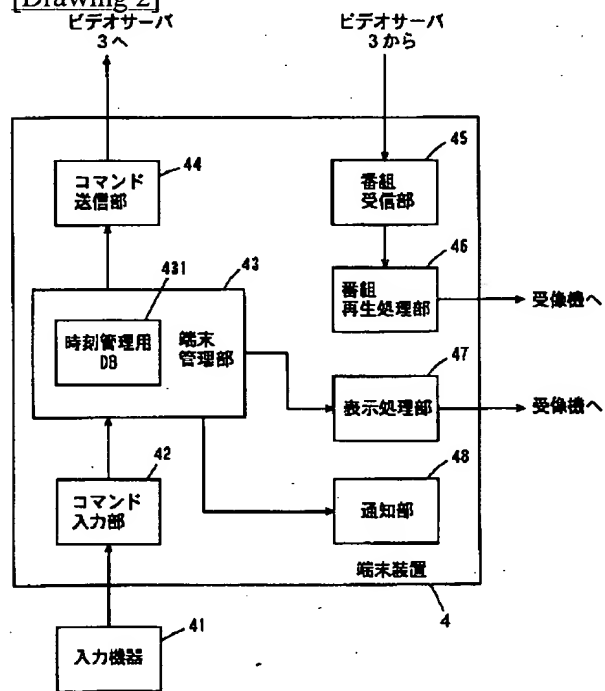 [Drawing 2]
ビデオサーバ
3へ
ビデオサーバ
3から
44
コマンド
送信部
45
番組
受信部
431
43
時刻管理用
DB
端末
管理部
46
番組
再生処理部
受像機へ
47
表示処理部
受像機へ
42
コマンド
入力部
48
通知部
端末装置
4
41
入力機器